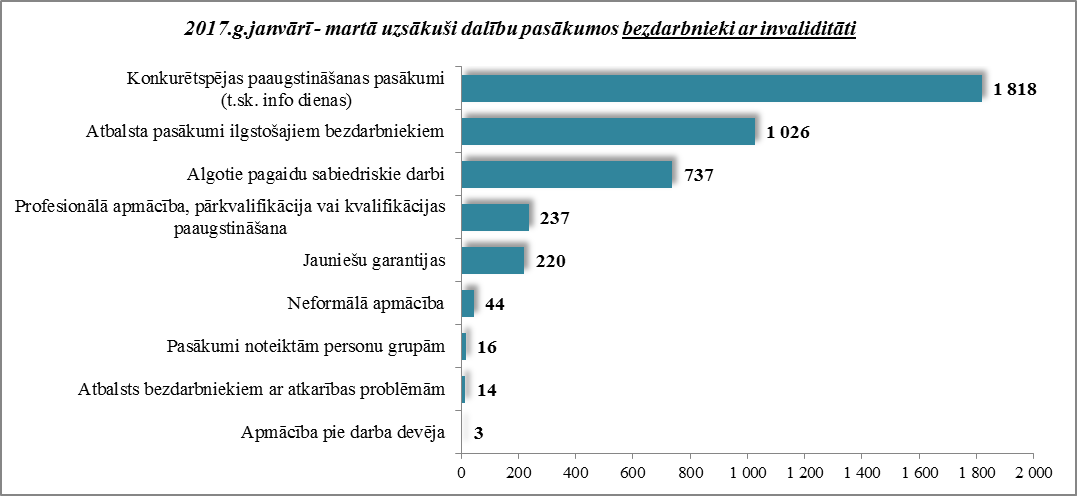 2017.g.janvārī - martā uzsākuši dalību pasākumos bezdarbnieki ar invaliditāti
Konkurētspējas paaugstināšanas pasākumi
(t.sk. info dienas)
1 818
Atbalsta pasākumi ilgstošajiem bezdarbniekiem
1 026
Algotie pagaidu sabiedriskie darbi
737
Profesionālā apmācība, pārkvalifikācija vai kvalifikācijas
paaugstināšana
237
Jauniešu garantijas
220
Neformālā apmācība
44
Pasākumi noteiktām personu grupām
16
Atbalsts bezdarbniekiem ar atkarības problēmām
14
Apmācība pie darba devēja
3
0 200 400 600 800 1 000 1 200 1 400 1 600 1 800 2 000